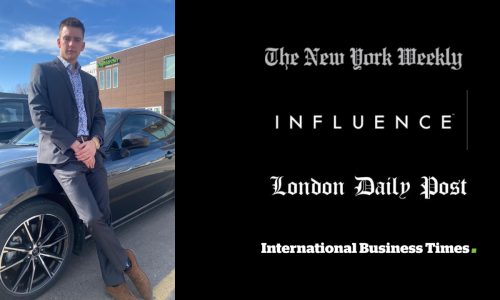 The New York Weekly
INFLUENCE
London Daily Post
International Business Times.